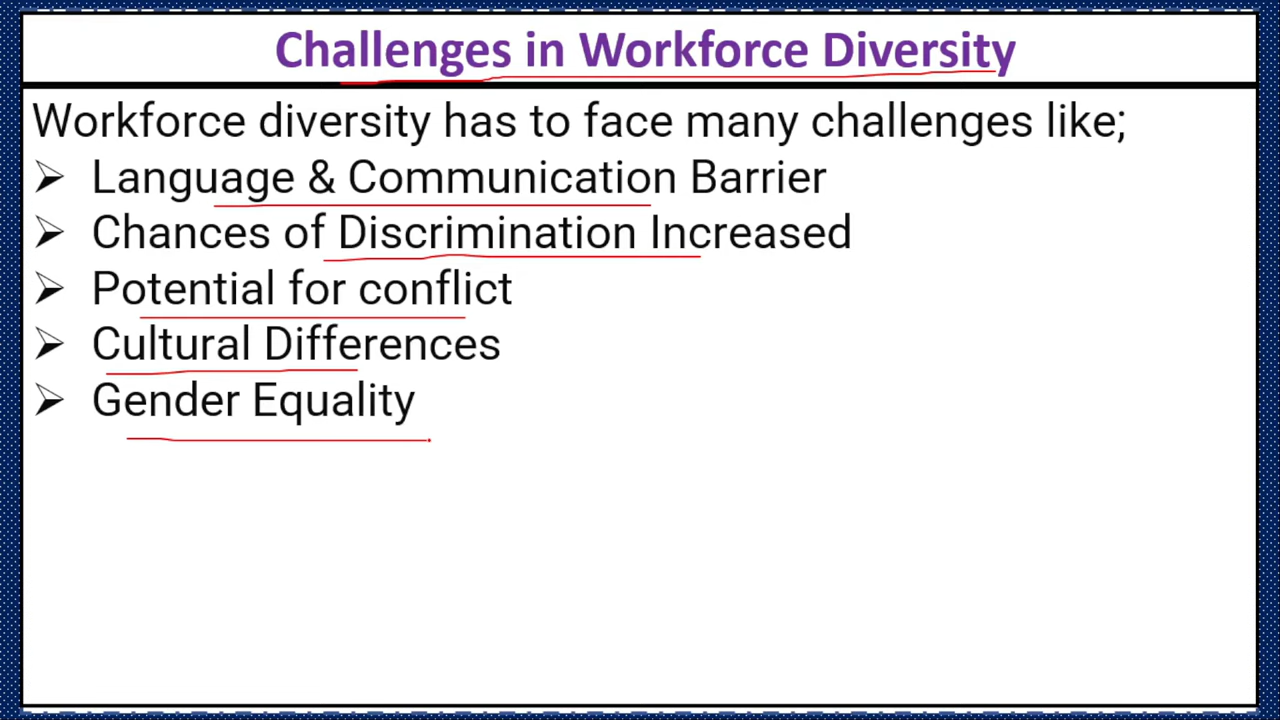 Challenges in Workforce Diversity
Workforce diversity has to face many challenges like;
➢ Language & Communication Barrier
➢ Chances of Discrimination Increased
➢ Potential for conflict
➢ Cultural Differences
➢ Gender Equality